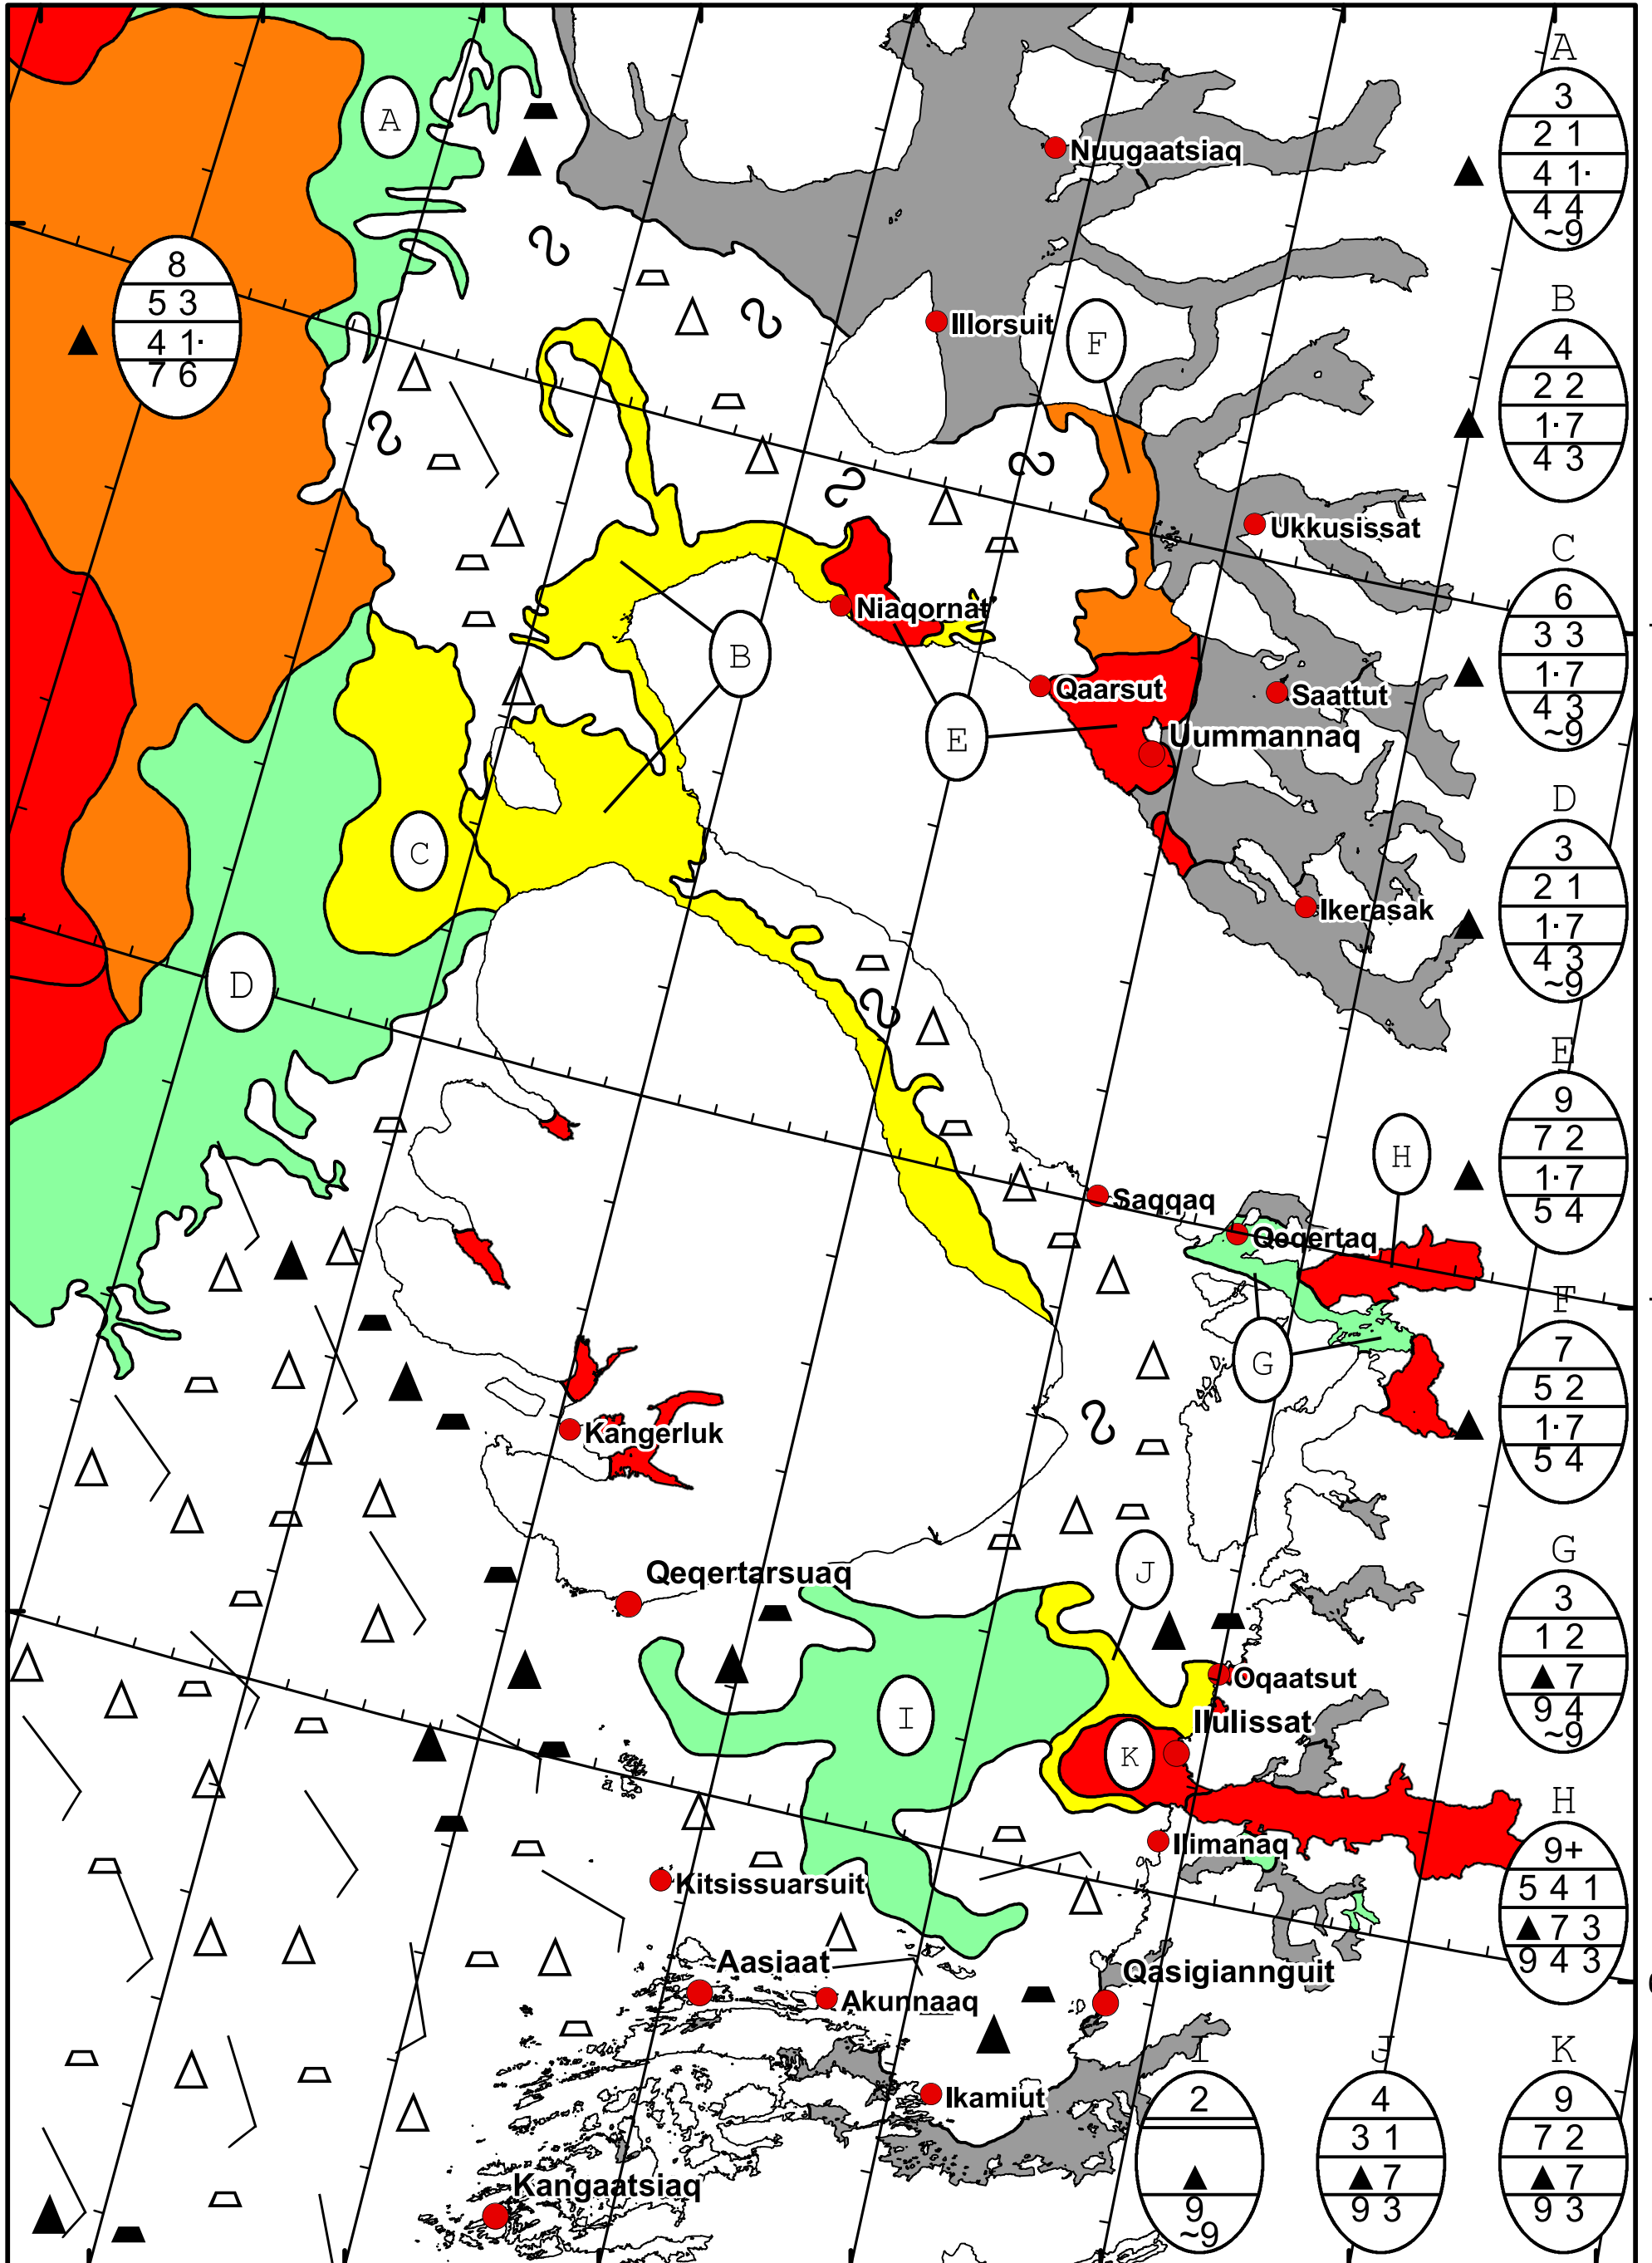 A
3
2 1
4 1·
4 4
~9
A
Nuugaatsiaq
8
5 3
4 1·
7 6
B
4
2 2
1· 7
4 3
Illorsuit
F
Ukkusissat
C
6
3 3
1· 7
4 3
~9
Niaqornat
B
Qaarsut
Saattut
E
Uummannaq
D
3
2 1
1· 7
4 3
~9
C
Ikerasak
D
E
9
7 2
1· 7
5 4
H
Saqqaq
Qeqertaq
F
7
5 2
1· 7
5 4
G
Kangerluk
G
3
1 2
▲ 7
9 4
~9
J
Qeqertarsuaq
Oqaatsut
I
Ilulissat
K
H
9+
5 4 1
▲ 7 3
9 4 3
Ilimanaq
Kitsissuarsuit
Aasiaat
Qasigiannguit
Akunnaaq
Ikamiut
I
2
▲
9
~9
J
4
3 1
▲ 7
9 3
K
9
7 2
▲ 7
9 3
Kangaatsiaq